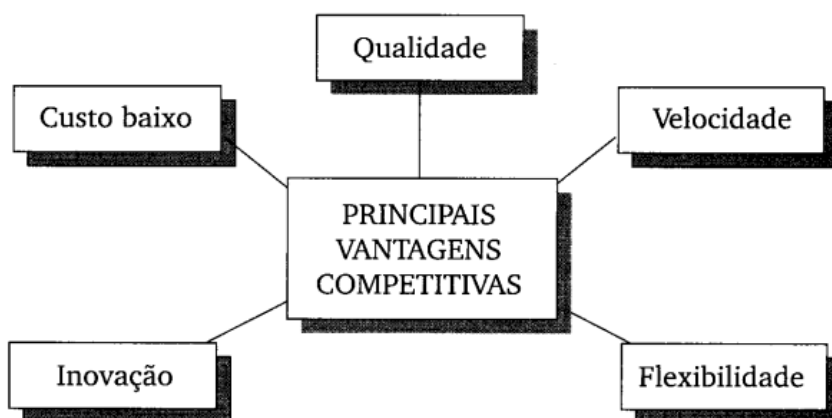 Qualidade
Custo baixo
Velocidade
PRINCIPAIS
VANTAGENS
COMPETITIVAS
Inovação
Flexibilidade